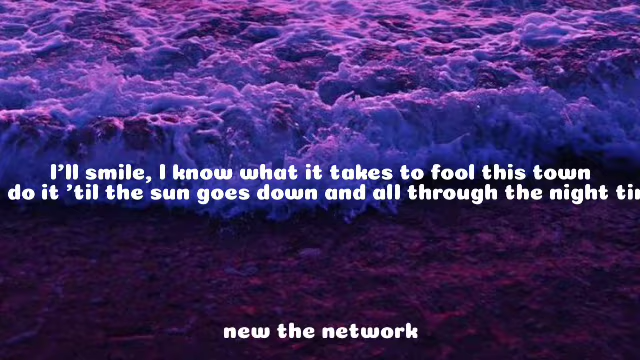 I'll smile, I know what it takes to fool this town
do it 'til the sun goes down and all through the night
new the network